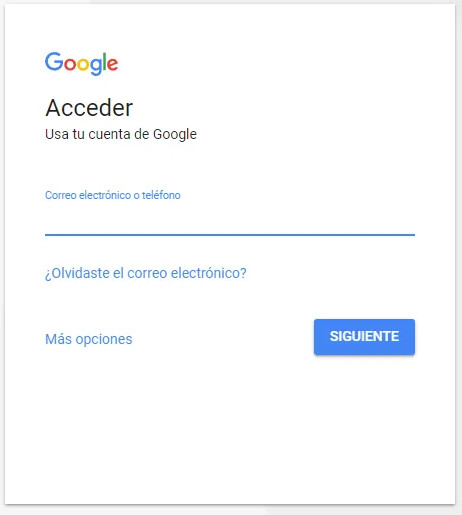 Google
Acceder
Usa tu cuenta de Google
Correo electrónico o teléfono
¿Olvidaste el correo electrónico?
Más opciones
SIGUIENTE